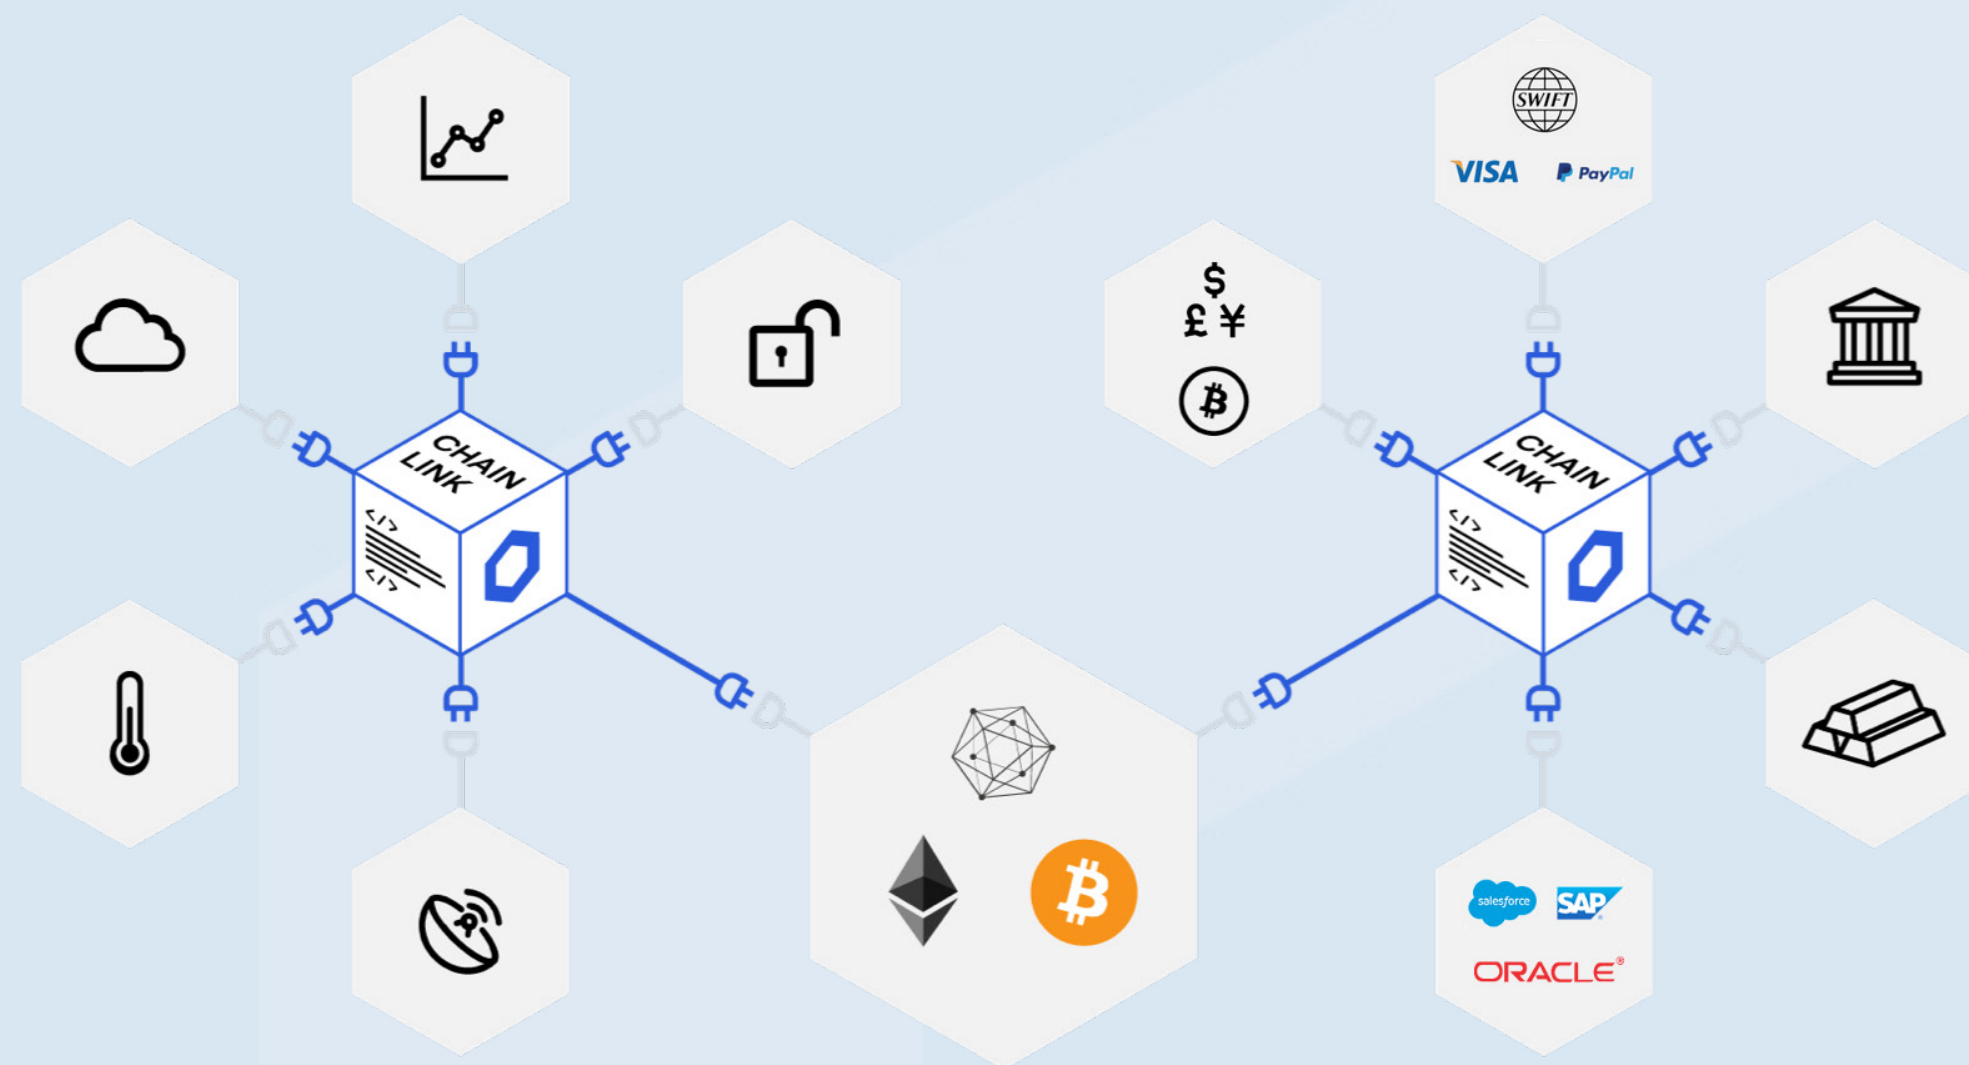 SWIFT
VISA
PayPal
$
£ ¥
CHAIN
LINK
</>
</>
CHAIN
LINK
</>
</>
salesforce
SAP®
ORACLE®